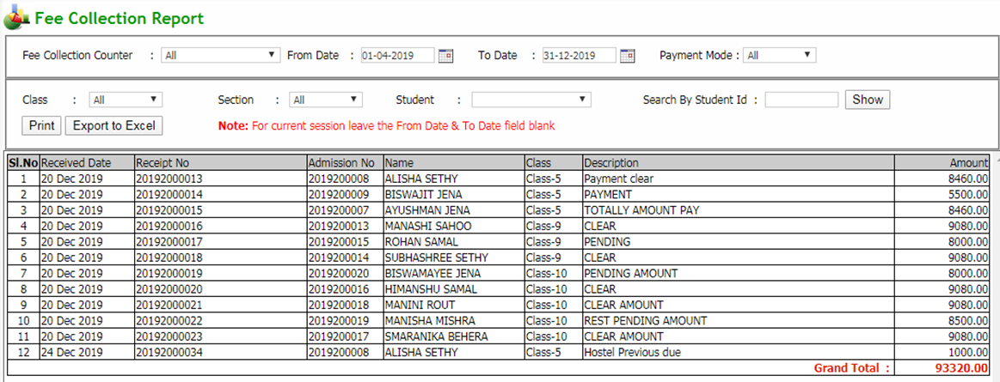 Fee Collection Report
Fee Collection Counter : All From Date : 01-04-2019 To Date : 31-12-2019 Payment Mode : All
Class : All Section : All Student : Search By Student Id : Show
Print Export to Excel Note: For current session leave the From Date & To Date field blank
Sl.No Received Date Receipt No Admission No Name Class Description Amount
1 20 Dec 2019 20192000013 2019200008 ALISHA SETHY Class-5 Payment clear 8460.00
2 20 Dec 2019 20192000014 2019200009 BISWAJIT JENA Class-5 PAYMENT 5500.00
3 20 Dec 2019 20192000015 2019200007 AYUSHMAN JENA Class-5 TOTALLY AMOUNT PAY 8460.00
4 20 Dec 2019 20192000016 2019200013 MANASHI SAHOO Class-9 CLEAR 9080.00
5 20 Dec 2019 20192000017 2019200015 ROHAN SAMAL Class-9 PENDING 8000.00
6 20 Dec 2019 20192000018 2019200014 SUBHASHREE SETHY Class-9 CLEAR 9080.00
7 20 Dec 2019 20192000019 2019200020 BISWAMAYEE JENA Class-10 PENDING AMOUNT 8000.00
8 20 Dec 2019 20192000020 2019200016 HIMANSHU SAMAL Class-10 CLEAR 9080.00
9 20 Dec 2019 20192000021 2019200018 MANINI ROUT Class-10 CLEAR AMOUNT 9080.00
10 20 Dec 2019 20192000022 2019200019 MANISHA MISHRA Class-10 REST PENDING AMOUNT 8500.00
11 20 Dec 2019 20192000023 2019200017 SMARANIKA BEHERA Class-10 CLEAR AMOUNT 9080.00
12 24 Dec 2019 20192000034 2019200008 ALISHA SETHY Class-5 Hostel Previous due 1000.00
Grand Total : 93320.00